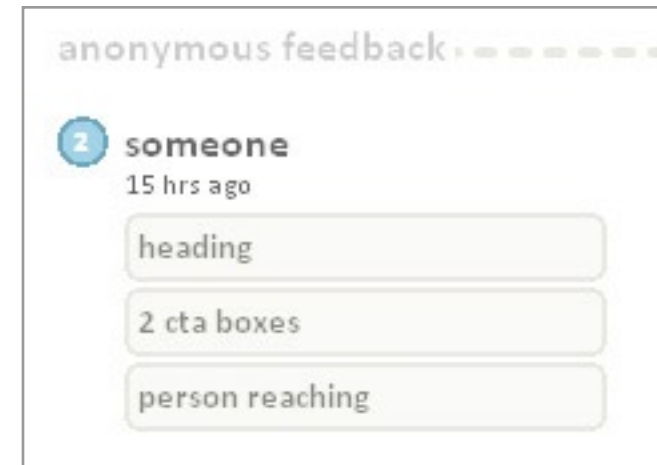 anonymous feedback
2
someone
15 hrs ago
heading
2 cta boxes
person reaching